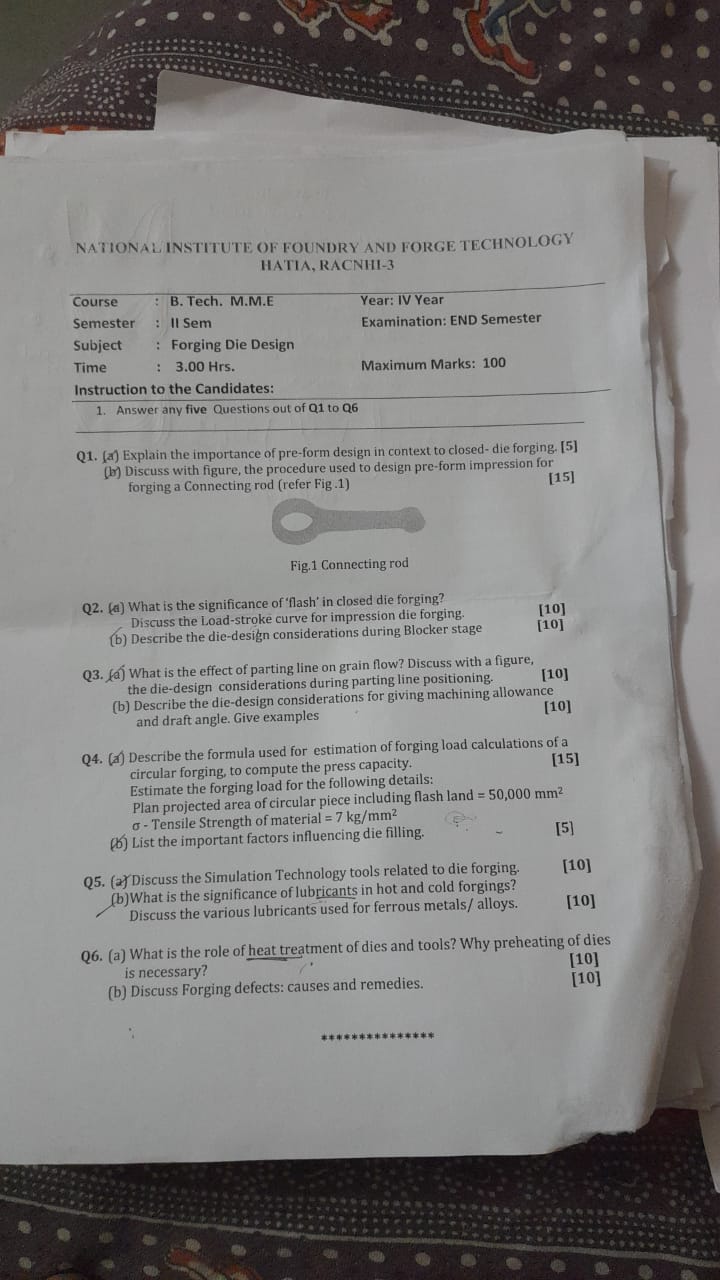 NATIONAL INSTITUTE OF FOUNDRY AND FORGE TECHNOLOGY
HATIA, RACNHI-3
Course : B. Tech. M.M.E Year: IV Year
Semester : II Sem Examination: END Semester
Subject : Forging Die Design
Time : 3.00 Hrs. Maximum Marks: 100
Instruction to the Candidates:
1. Answer any five Questions out of Q1 to Q6
Q1. (a) Explain the importance of pre-form design in context to closed- die forging. [5]
(b) Discuss with figure, the procedure used to design pre-form impression for
forging a Connecting rod (refer Fig.1) [15]
Fig.1 Connecting rod
Q2. (a) What is the significance of 'flash' in closed die forging?
Discuss the Load-stroke curve for impression die forging. [10]
(b) Describe the die-design considerations during Blocker stage [10]
Q3. (a) What is the effect of parting line on grain flow? Discuss with a figure,
the die-design considerations during parting line positioning. [10]
(b) Describe the die-design considerations for giving machining allowance
and draft angle. Give examples [10]
Q4. (a) Describe the formula used for estimation of forging load calculations of a
circular forging, to compute the press capacity. [15]
Estimate the forging load for the following details:
Plan projected area of circular piece including flash land = 50,000 mm²
σ - Tensile Strength of material = 7 kg/mm²
(b) List the important factors influencing die filling. [5]
Q5. (a) Discuss the Simulation Technology tools related to die forging. [10]
(b)What is the significance of lubricants in hot and cold forgings?
Discuss the various lubricants used for ferrous metals/ alloys. [10]
Q6. (a) What is the role of heat treatment of dies and tools? Why preheating of dies
is necessary? [10]
(b) Discuss Forging defects: causes and remedies. [10]
***************